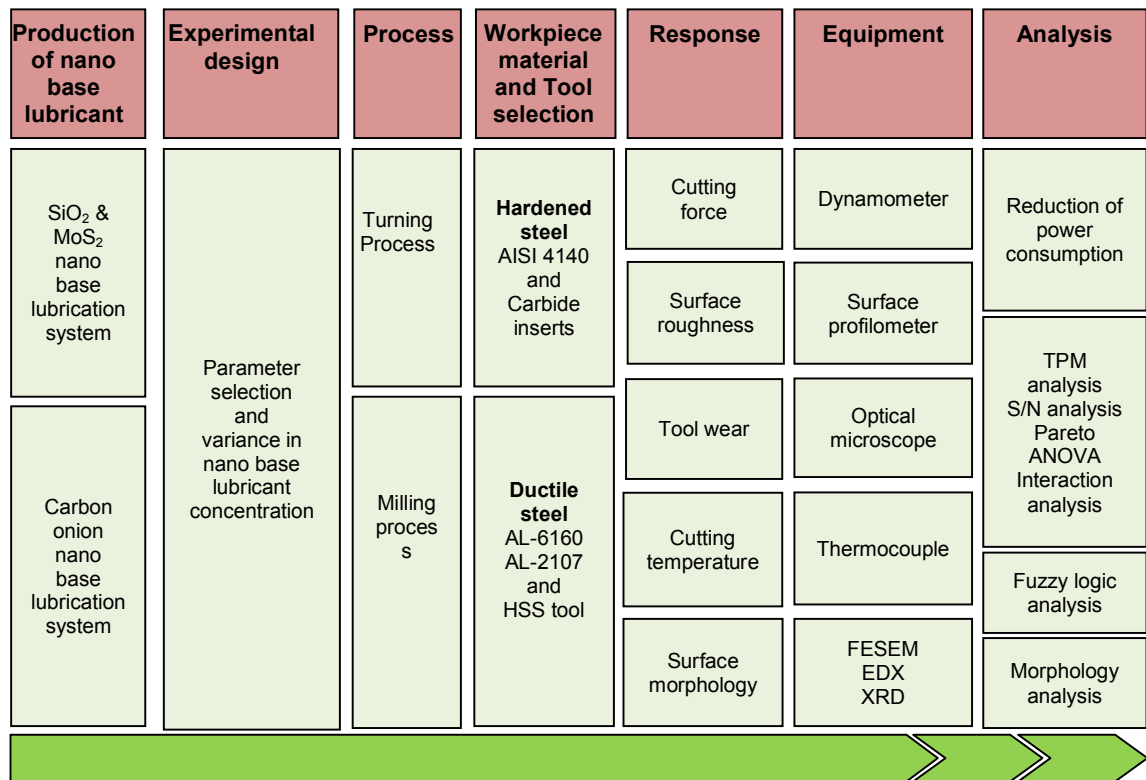 Production
of nano
base
lubricant
Experimental
design
Process
Workpiece
material
and Tool
selection
Response
Equipment
Analysis
SiO₂ &
MoS₂
nano
base
lubrication
system
Carbon
onion
nano
base
lubrication
system
Parameter
selection
and
variance in
nano base
lubricant
concentration
Turning
Process
Milling
proces
s
Hardened
steel
AISI 4140
and
Carbide
inserts
Ductile
steel
AL-6160
AL-2107
and
HSS tool
Cutting
force
Surface
roughness
Tool wear
Cutting
temperature
Surface
morphology
Dynamometer
Surface
profilometer
Optical
microscope
Thermocouple
FESEM
EDX
XRD
Reduction of
power
consumption
TPM
analysis
S/N analysis
Pareto
ANOVA
Interaction
analysis
Fuzzy logic
analysis
Morphology
analysis